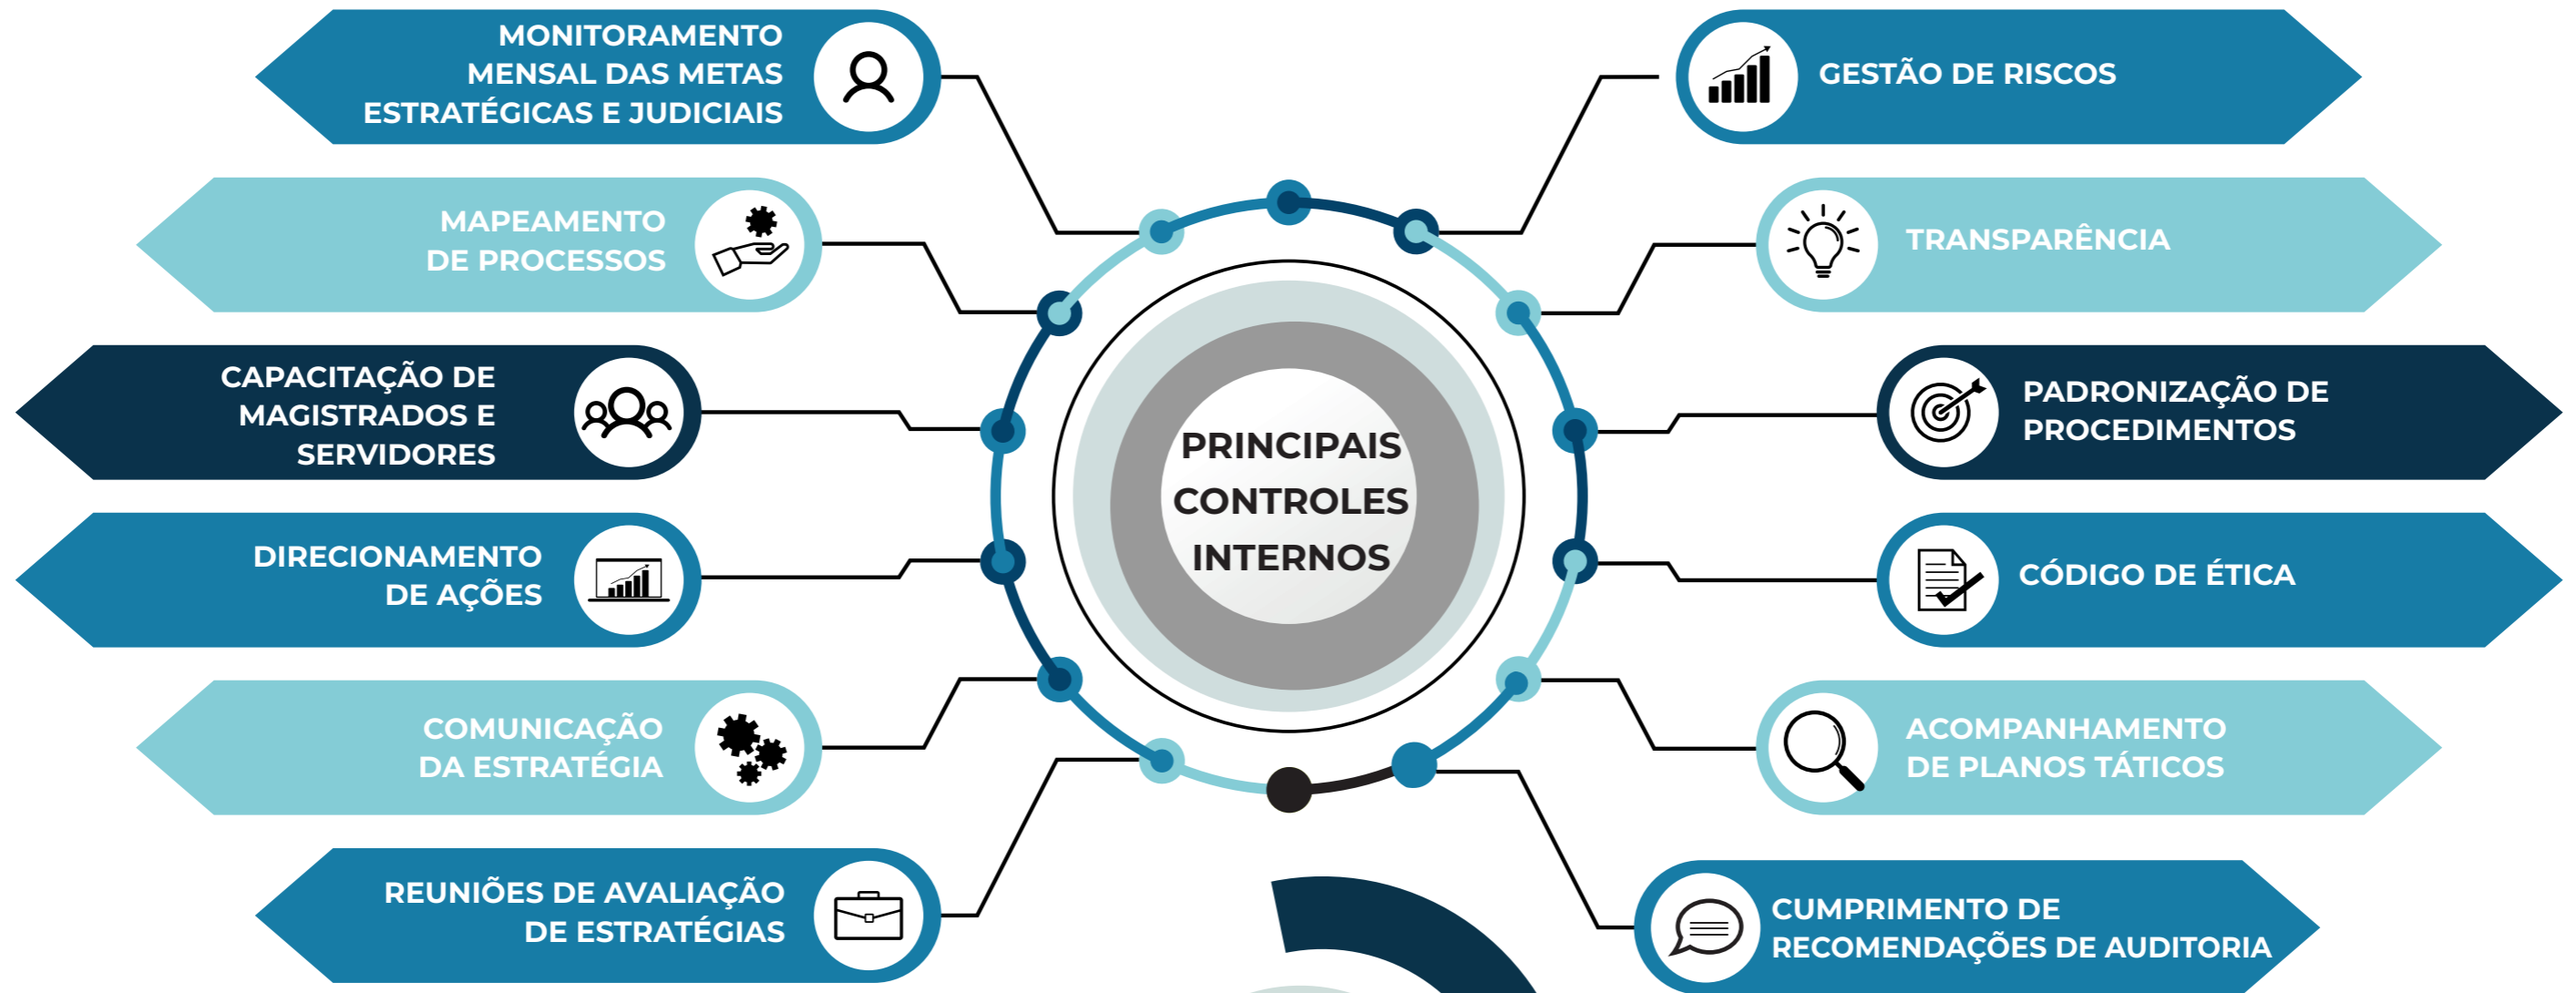 MONITORAMENTO
MENSAL DAS METAS
ESTRATÉGICAS E JUDICIAIS
MAPEAMENTO
DE PROCESSOS
CAPACITAÇÃO DE
MAGISTRADOS E
SERVIDORES
DIRECIONAMENTO
DE AÇÕES
COMUNICAÇÃO
DA ESTRATÉGIA
REUNIÕES DE AVALIAÇÃO
DE ESTRATÉGIAS
PRINCIPAIS
CONTROLES
INTERNOS
GESTÃO DE RISCOS
TRANSPARÊNCIA
PADRONIZAÇÃO DE
PROCEDIMENTOS
CÓDIGO DE ÉTICA
ACOMPANHAMENTO
DE PLANOS TÁTICOS
CUMPRIMENTO DE
RECOMENDAÇÕES DE AUDITORIA